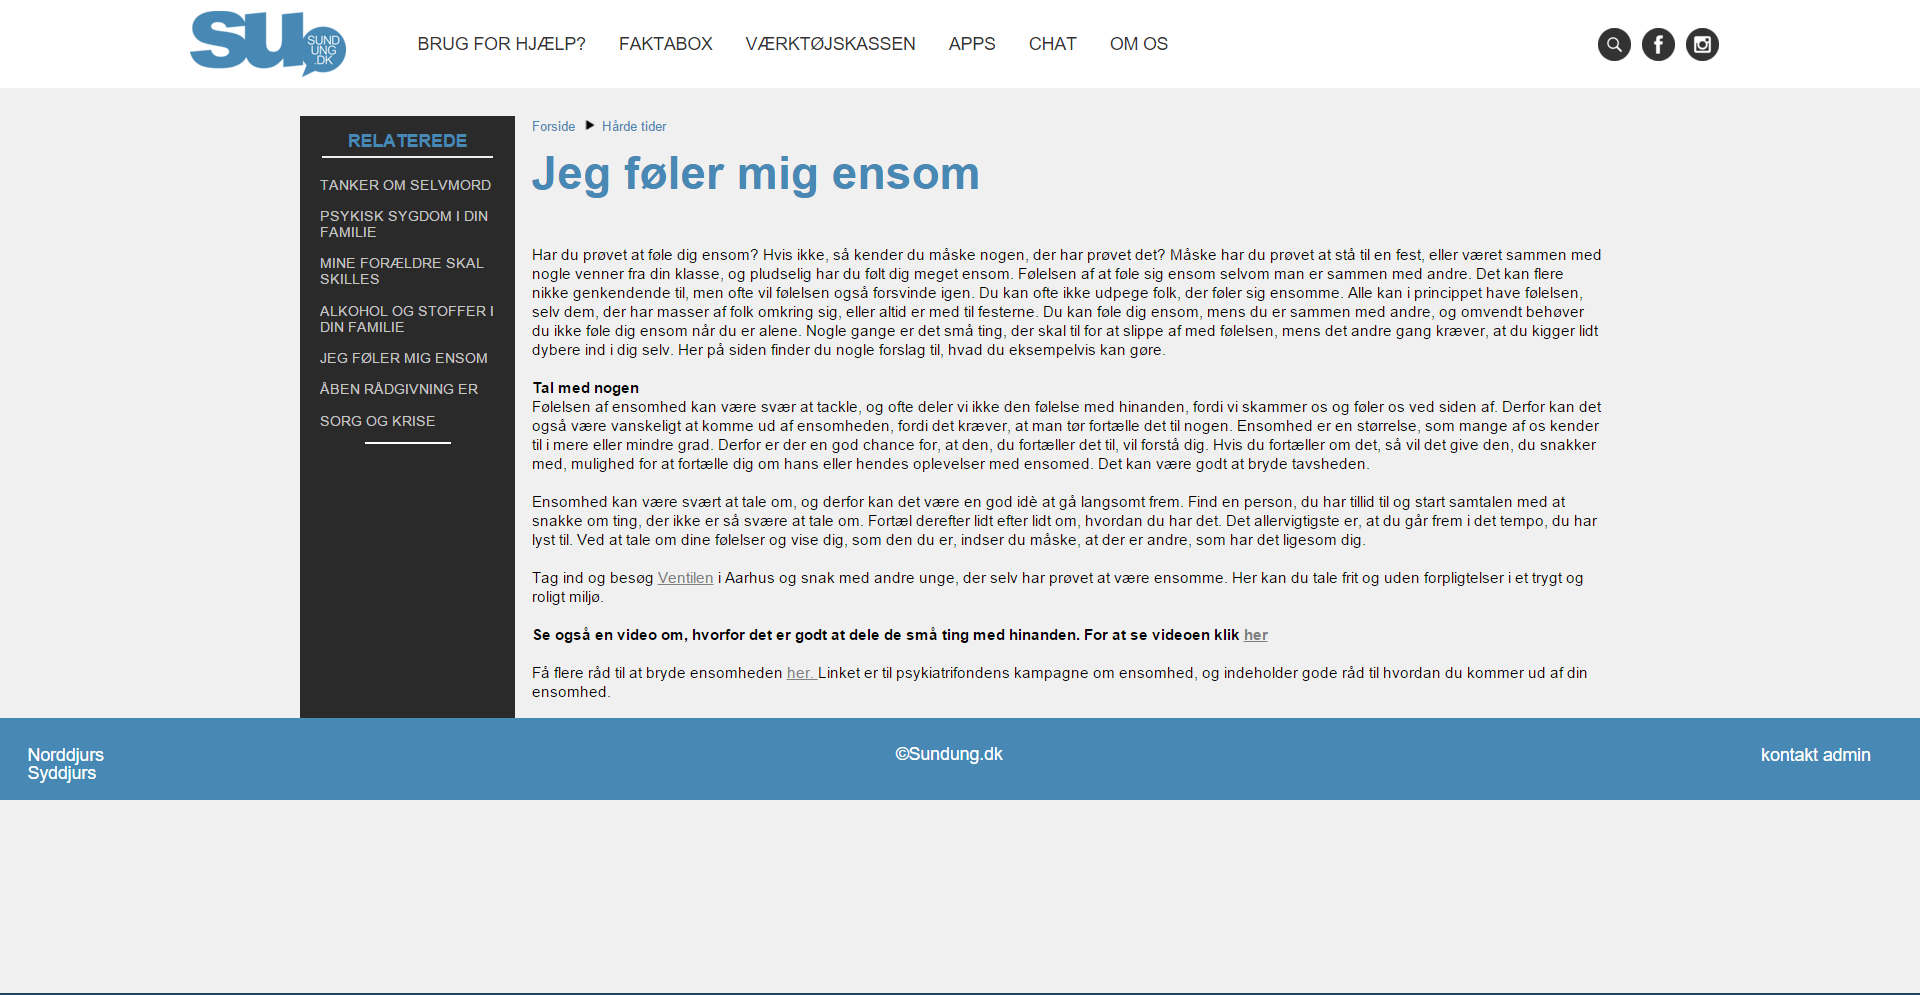 SU
SUND
UNG
.DK
BRUG FOR HJÆLP?
FAKTABOX
VÆRKTØJSKASSEN
APPS
CHAT
OM OS
RELATEREDE
TANKER OM SELVMORD
PSYKISK SYGDOM I DIN
FAMILIE
MINE FORÆLDRE SKAL
SKILLES
ALKOHOL OG STOFFER I
DIN FAMILIE
JEG FØLER MIG ENSOM
ÅBEN RÅDGIVNING ER
SORG OG KRISE
Forside
Hårde tider
Jeg føler mig ensom
Har du prøvet at føle dig ensom? Hvis ikke, så kender du måske nogen, der har prøvet det? Måske har du prøvet at stå til en fest, eller været sammen med
nogle venner fra din klasse, og pludselig har du følt dig meget ensom. Følelsen af at føle sig ensom selvom man er sammen med andre. Det kan flere
nikke genkendende til, men ofte vil følelsen også forsvinde igen. Du kan ofte ikke udpege folk, der føler sig ensomme. Alle kan i princippet have følelsen,
selv dem, der har masser af folk omkring sig, eller altid er med til festerne. Du kan føle dig ensom, mens du er sammen med andre, og omvendt behøver
du ikke føle dig ensom når du er alene. Nogle gange er det små ting, der skal til for at slippe af med følelsen, mens det andre gang kræver, at du kigger lidt
dybere ind i dig selv. Her på siden finder du nogle forslag til, hvad du eksempelvis kan gøre.
Tal med nogen
Følelsen af ensomhed kan være svær at tackle, og ofte deler vi ikke den følelse med hinanden, fordi vi skammer os og føler os ved siden af. Derfor kan det
også være vanskeligt at komme ud af ensomheden, fordi det kræver, at man tør fortælle det til nogen. Ensomhed er en størrelse, som mange af os kender
til i mere eller mindre grad. Derfor er der en god chance for, at den, du fortæller det til, vil forstå dig. Hvis du fortæller om det, så vil det give den, du snakker
med, mulighed for at fortælle dig om hans eller hendes oplevelser med ensomed. Det kan være godt at bryde tavsheden.
Ensomhed kan være svært at tale om, og derfor kan det være en god idè at gå langsomt frem. Find en person, du har tillid til og start samtalen med at
snakke om ting, der ikke er så svære at tale om. Fortæl derefter lidt efter lidt om, hvordan du har det. Det allervigtigste er, at du går frem i det tempo, du har
lyst til. Ved at tale om dine følelser og vise dig, som den du er, indser du måske, at der er andre, som har det ligesom dig.
Tag ind og besøg Ventilen i Aarhus og snak med andre unge, der selv har prøvet at være ensomme. Her kan du tale frit og uden forpligtelser i et trygt og
roligt miljø.
Se også en video om, hvorfor det er godt at dele de små ting med hinanden. For at se videoen klik her
Få flere råd til at bryde ensomheden her. Linket er til psykiatrifondens kampagne om ensomhed, og indeholder gode råd til hvordan du kommer ud af din
ensomhed.
Norddjurs
Syddjurs
©Sundung.dk
kontakt admin